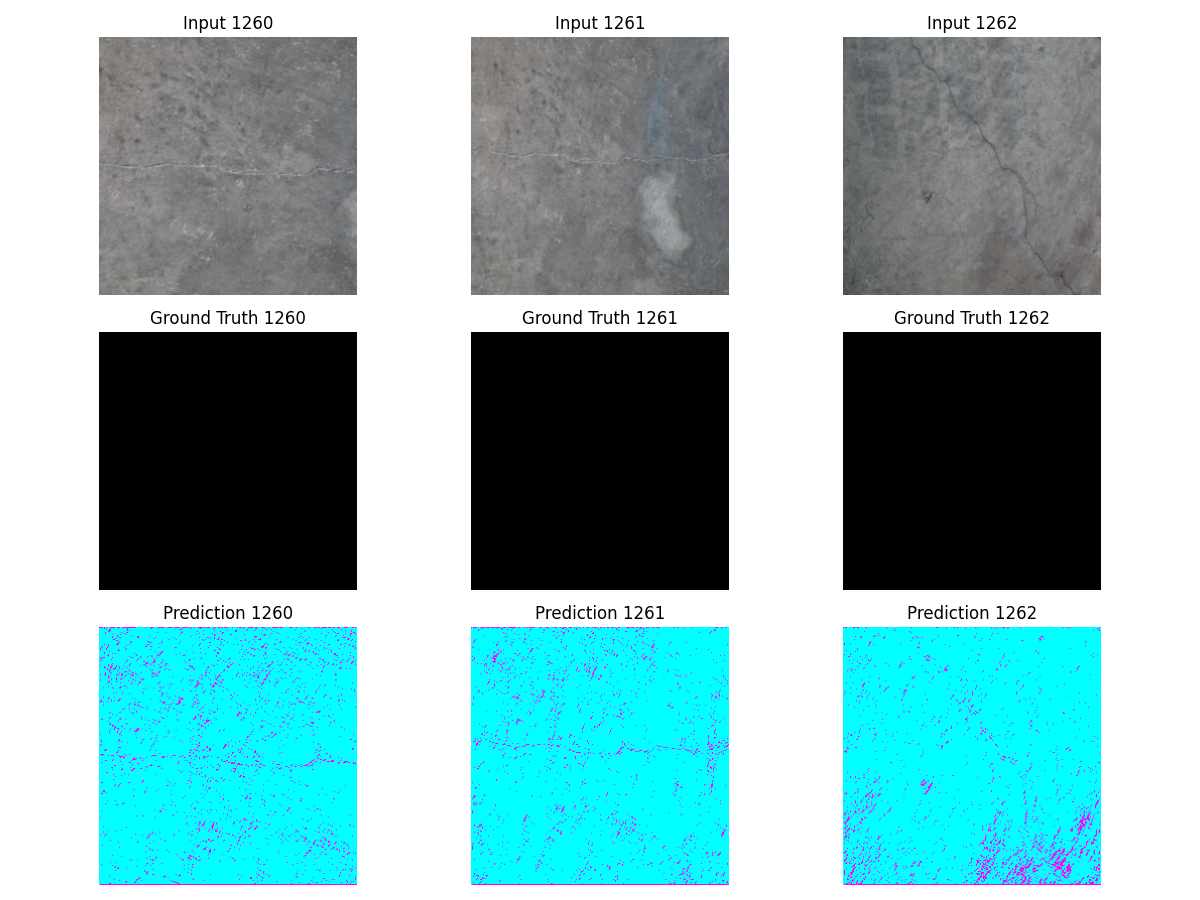 Input 1260
Input 1261
Input 1262
Ground Truth 1260
Ground Truth 1261
Ground Truth 1262
Prediction 1260
Prediction 1261
Prediction 1262